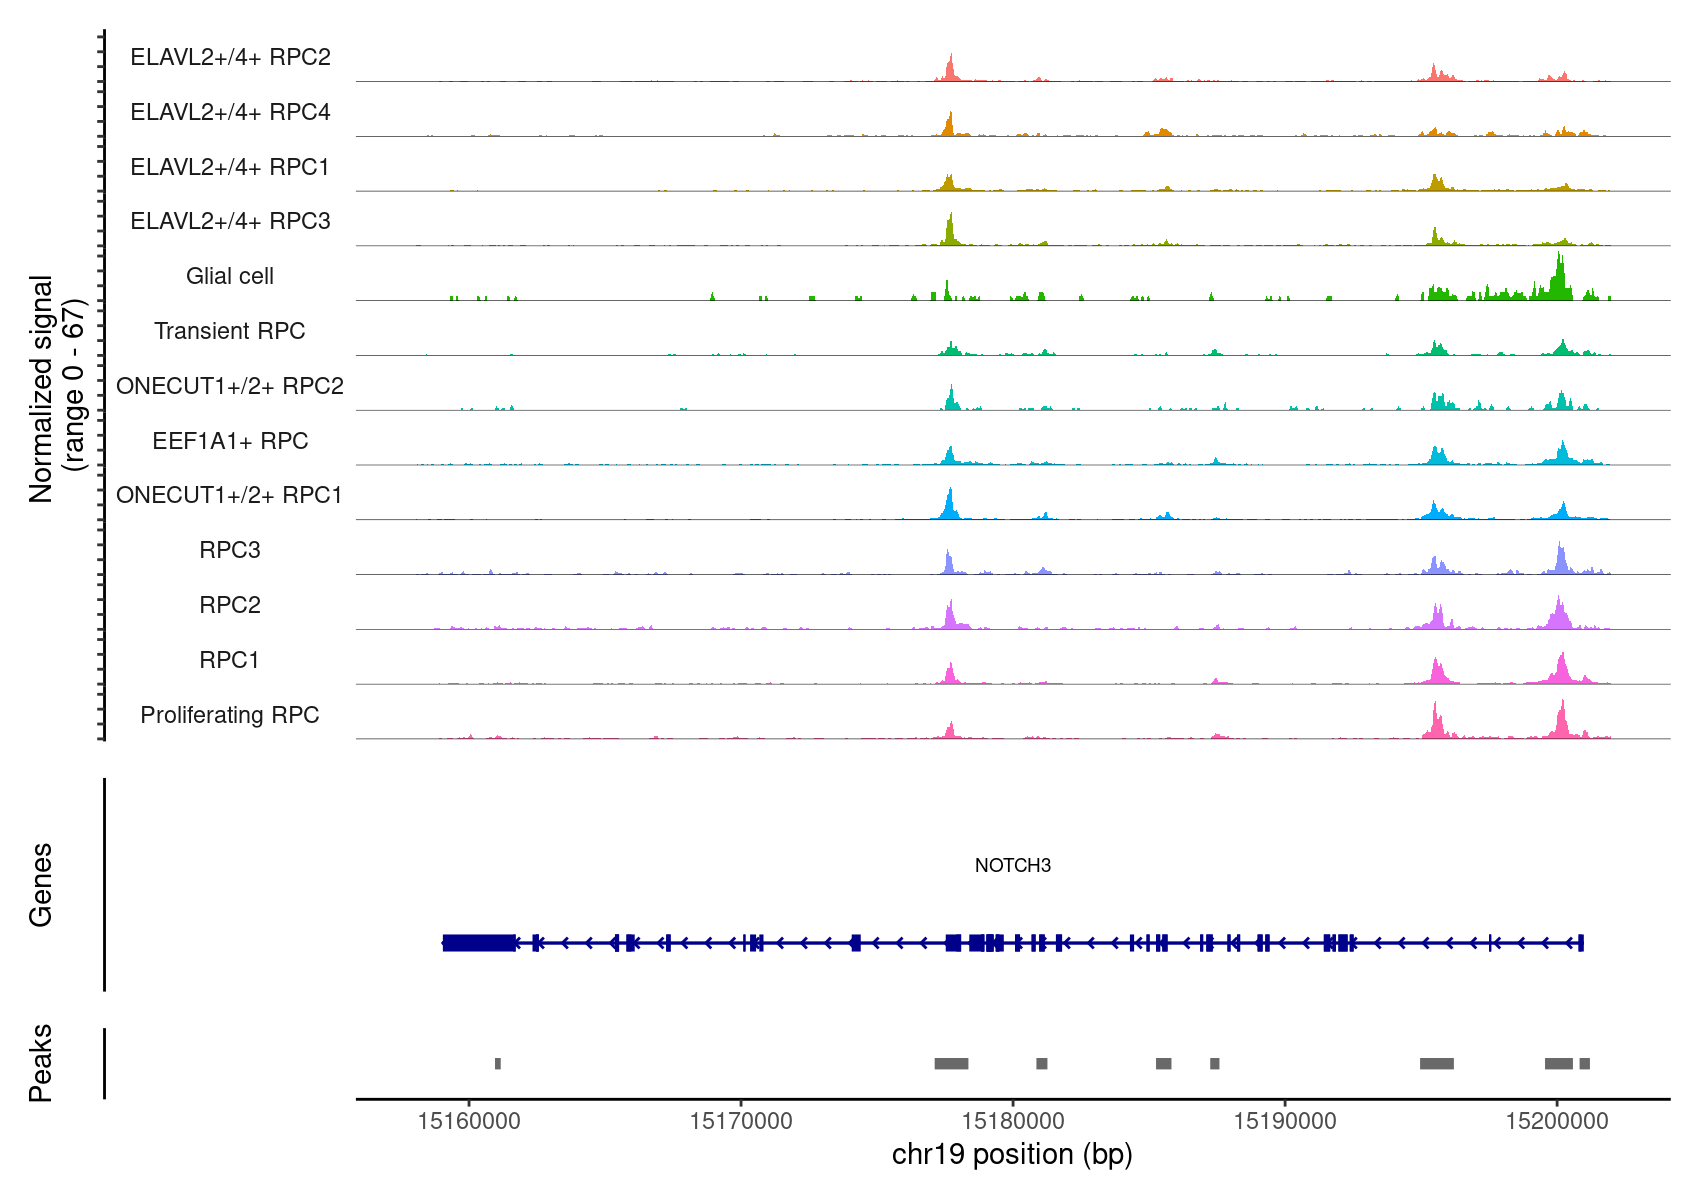 Normalized signal
(range 0 - 67)
ELAVL2+/4+ RPC2
ELAVL2+/4+ RPC4
ELAVL2+/4+ RPC1
ELAVL2+/4+ RPC3
Glial cell
Transient RPC
ONECUT1+/2+ RPC2
EEF1A1+ RPC
ONECUT1+/2+ RPC1
RPC3
RPC2
RPC1
Proliferating RPC
Genes
NOTCH3
Peaks
15160000
15170000
15180000
15190000
15200000
chr19 position (bp)